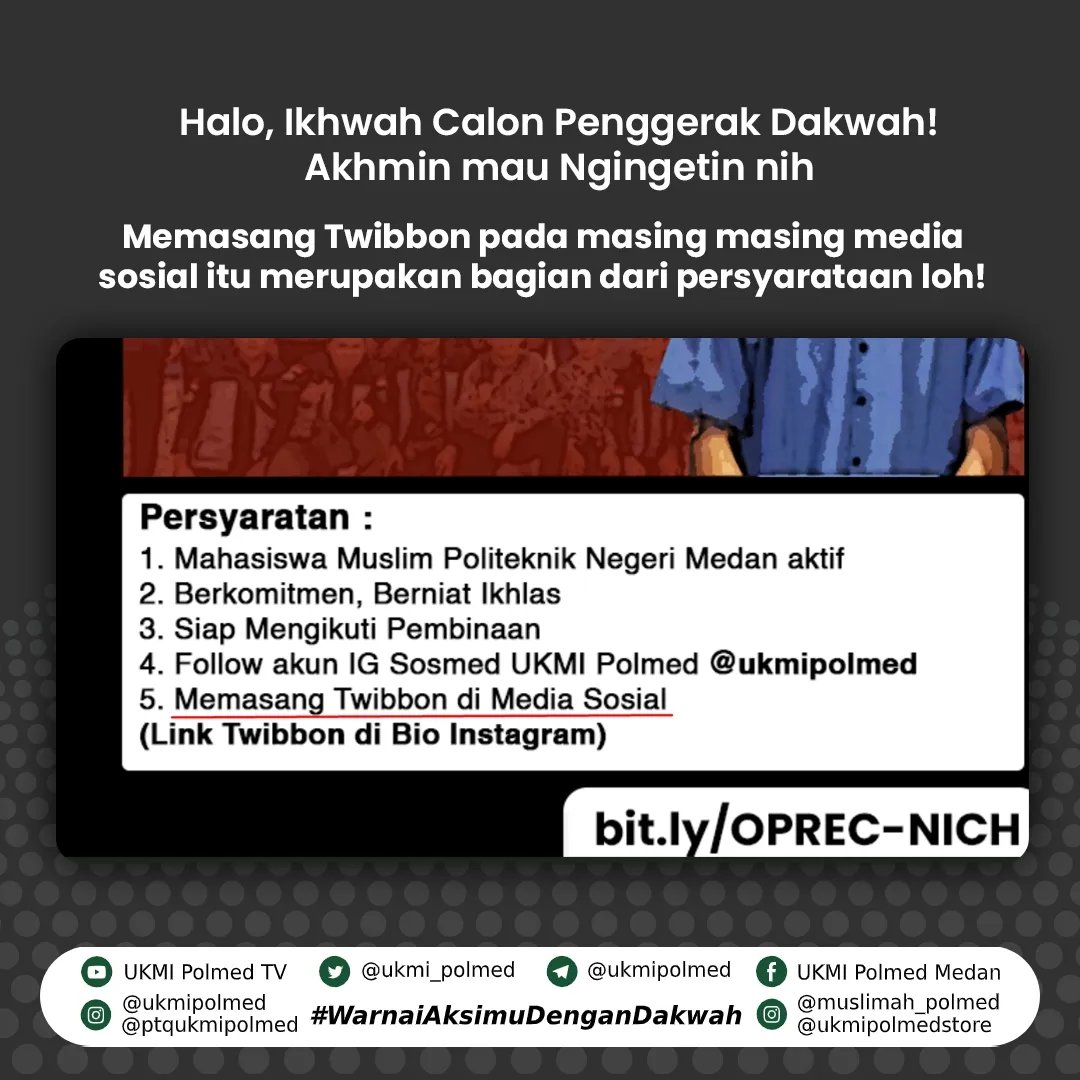 Halo, Ikhwah Calon Penggerak Dakwah!
Akhmin mau Ngingetin nih
Memasang Twibbon pada masing masing media
sosial itu merupakan bagian dari persyarataan loh!
Persyaratan :
1. Mahasiswa Muslim Politeknik Negeri Medan aktif
2. Berkomitmen, Berniat Ikhlas
3. Siap Mengikuti Pembinaan
4. Follow akun IG Sosmed UKMI Polmed @ukmipolmed
5. Memasang Twibbon di Media Sosial
(Link Twibbon di Bio Instagram)
bit.ly/OPREC-NICH
UKMI Polmed TV
@ukmi_polmed
@ukmipolmed
UKMI Polmed Medan
@ukmipolmed
@ptqukmipolmed
#WarnaiAksimuDenganDakwah
@muslimah_polmed
@ukmipolmedstore